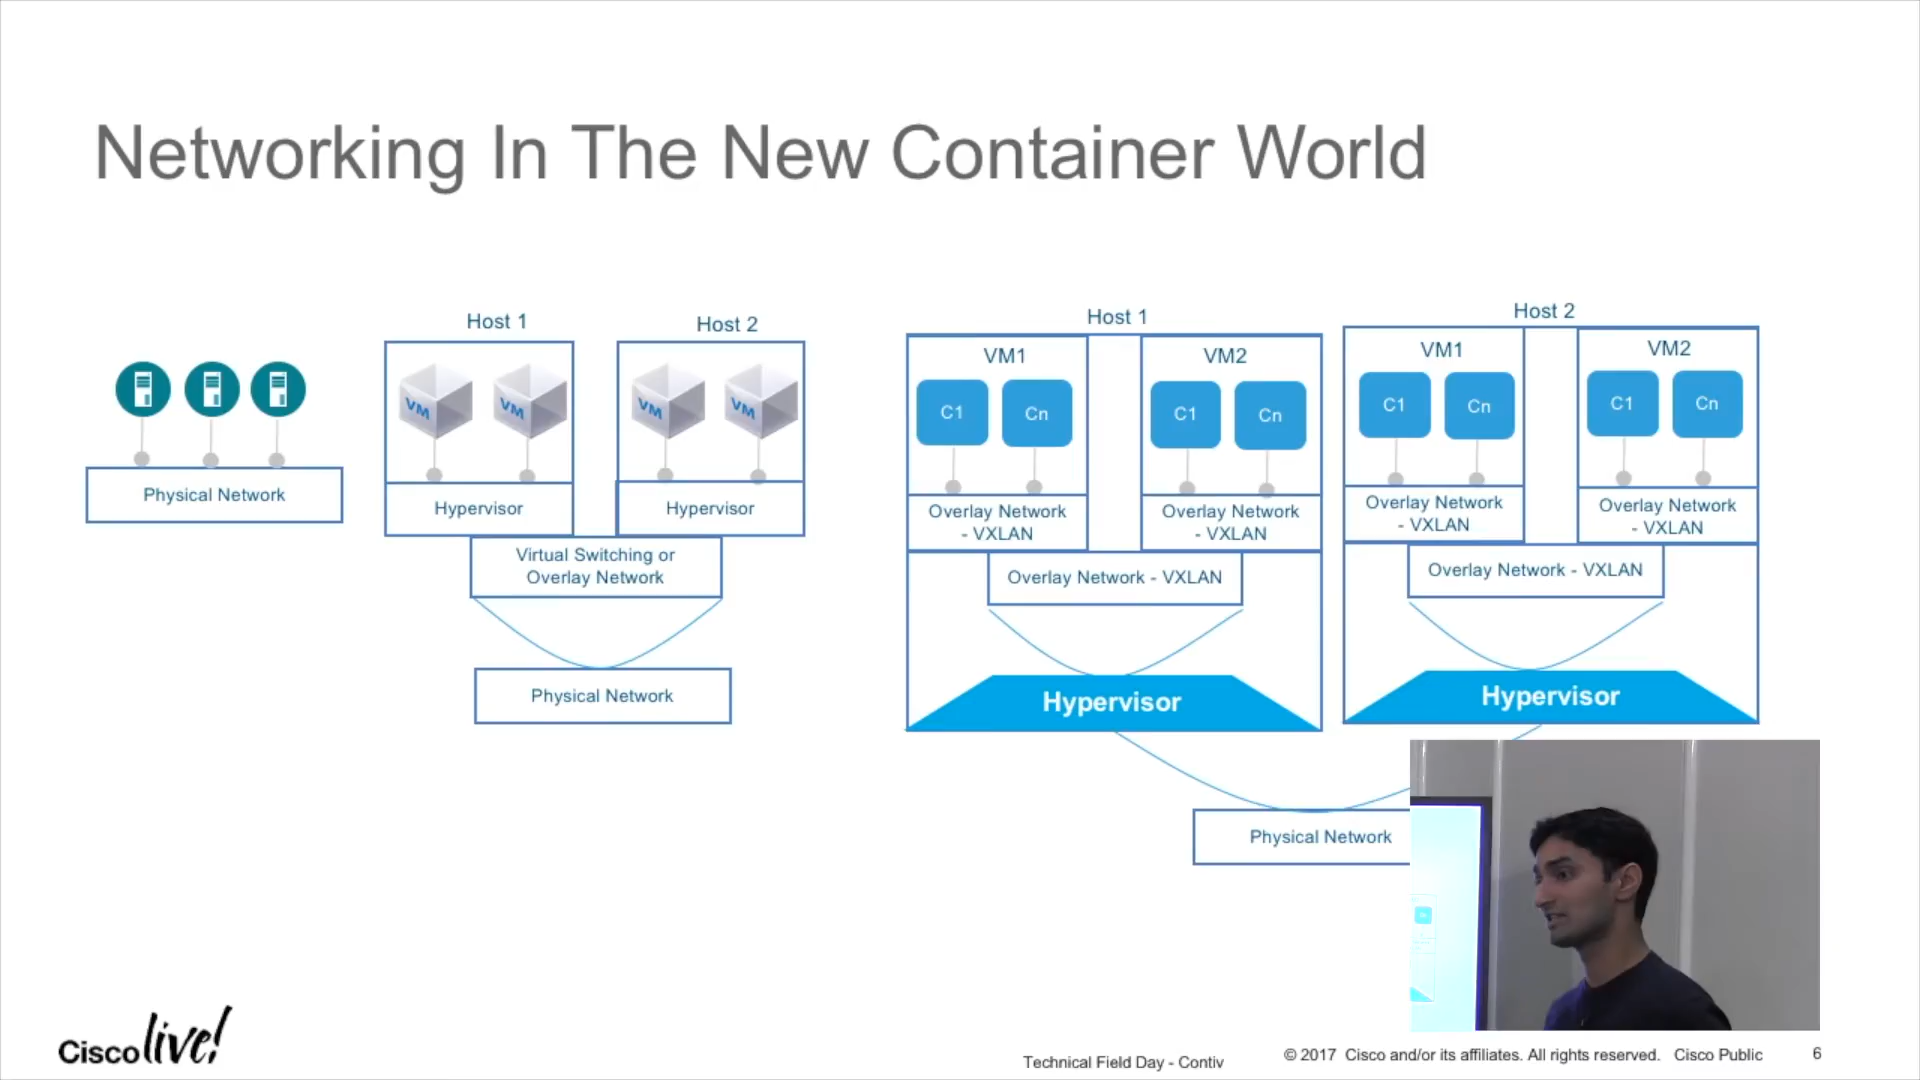 Networking In The New Container World
Physical Network
Host 1
Host 2
VM
VM
VM
VM
Hypervisor
Hypervisor
Virtual Switching or
Overlay Network
Physical Network
Host 1
VM1
VM2
C1
Cn
C1
Cn
Overlay Network
- VXLAN
Overlay Network
- VXLAN
Overlay Network - VXLAN
Hypervisor
Host 2
VM1
VM2
C1
Cn
C1
Cn
Overlay Network
- VXLAN
Overlay Network
- VXLAN
Overlay Network - VXLAN
Hypervisor
Physical Network
Cisco live!
Technical Field Day - Contiv
© 2017 Cisco and/or its affiliates. All rights reserved. Cisco Public
6